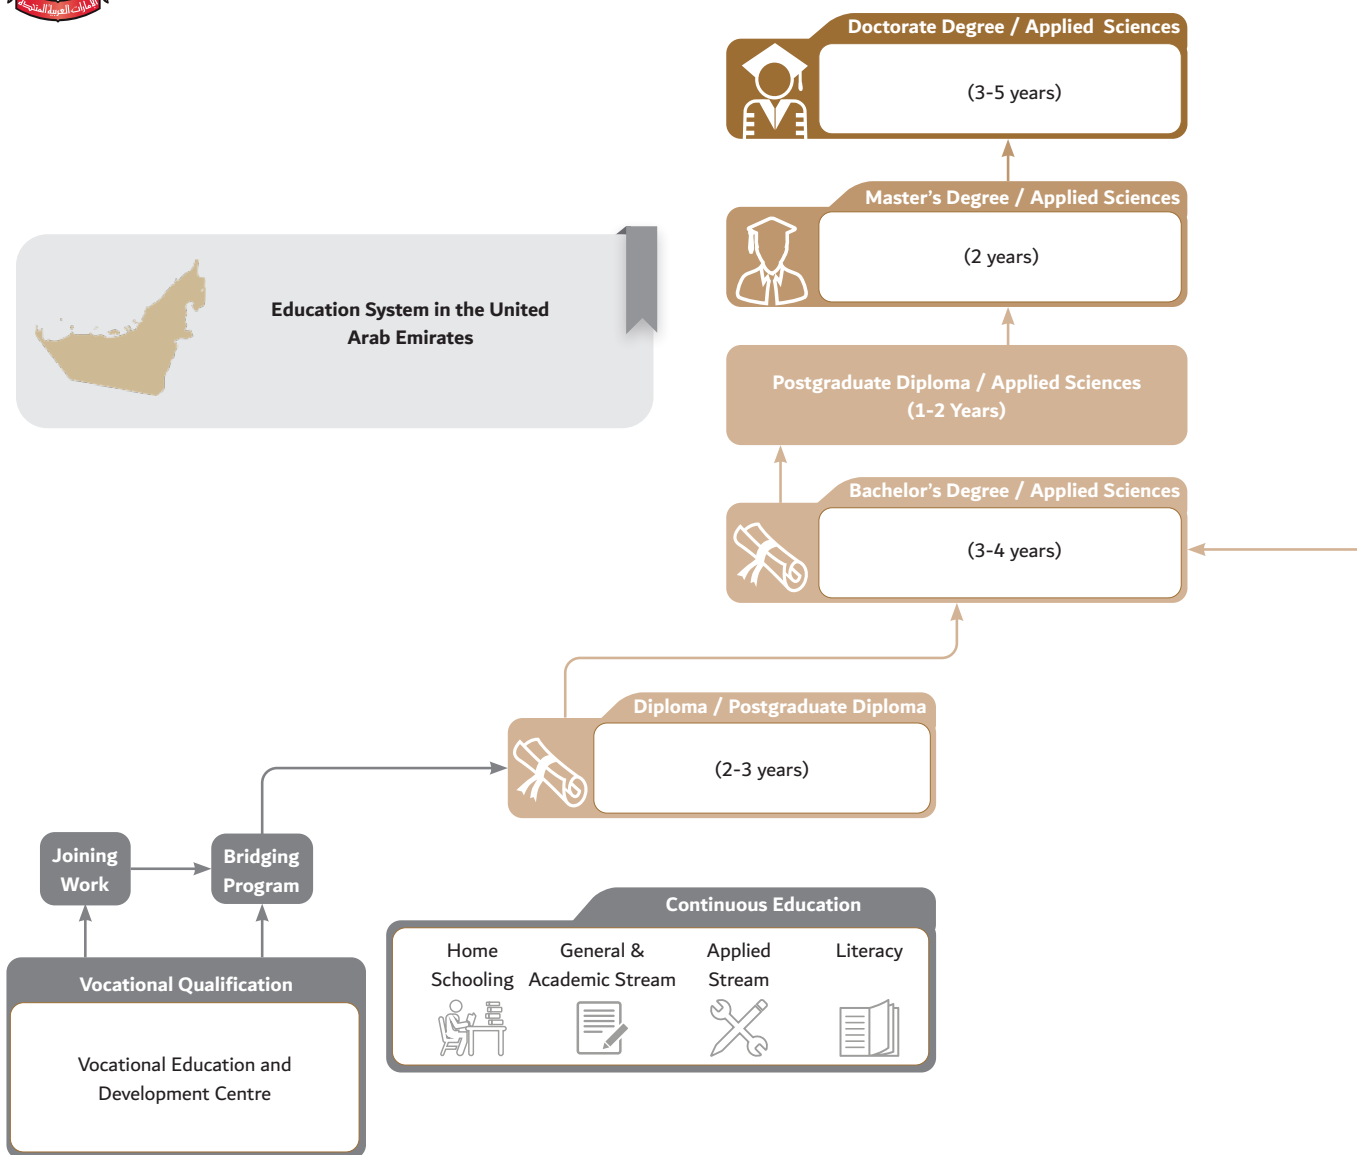 الإمارات العربية المتحدة
Doctorate Degree / Applied Sciences
(3-5 years)
Master's Degree / Applied Sciences
(2 years)
Education System in the United
Arab Emirates
Postgraduate Diploma / Applied Sciences
(1-2 Years)
Bachelor's Degree / Applied Sciences
(3-4 years)
Diploma / Postgraduate Diploma
(2-3 years)
Joining
Work
Bridging
Program
Continuous Education
Home
Schooling
General &
Academic Stream
Applied
Stream
Literacy
Vocational Qualification
Vocational Education and
Development Centre